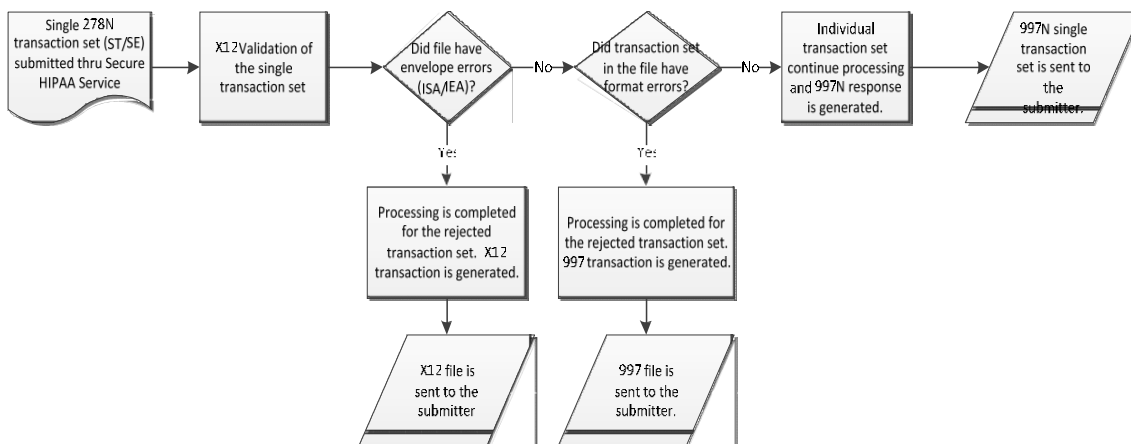 Single 278N
transaction set (ST/SE)
submitted thru Secure
HIPAA Service
X12Validation of
the single
transaction set
Did file have
envelope errors
(ISA/IEA)?
No
Did transaction set
in the file have
format errors?
No
Individual
transaction set
continue processing
and 997N response
is generated.
997N single
transaction
set is sent to
the
submitter.
Yes
Yes
Processing is completed
for the rejected
transaction set. X12
transaction is generated.
Processing is completed for
the rejected transaction set.
997 transaction is generated.
X12 file is
sent to the
submitter
997 file is
sent to the
submitter.